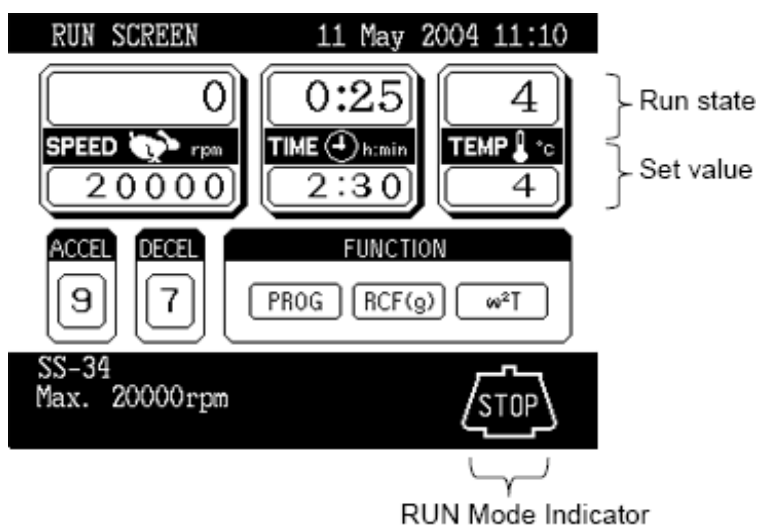 RUN SCREEN 11 May 2004 11:10
0 0:25 4
Run state
SPEED rpm TIME h:min TEMP °c
20000 2:30 4
Set value
ACCEL DECEL FUNCTION
9 7 PROG RCF(g) ω²T
SS-34
Max. 20000rpm
STOP
RUN Mode Indicator